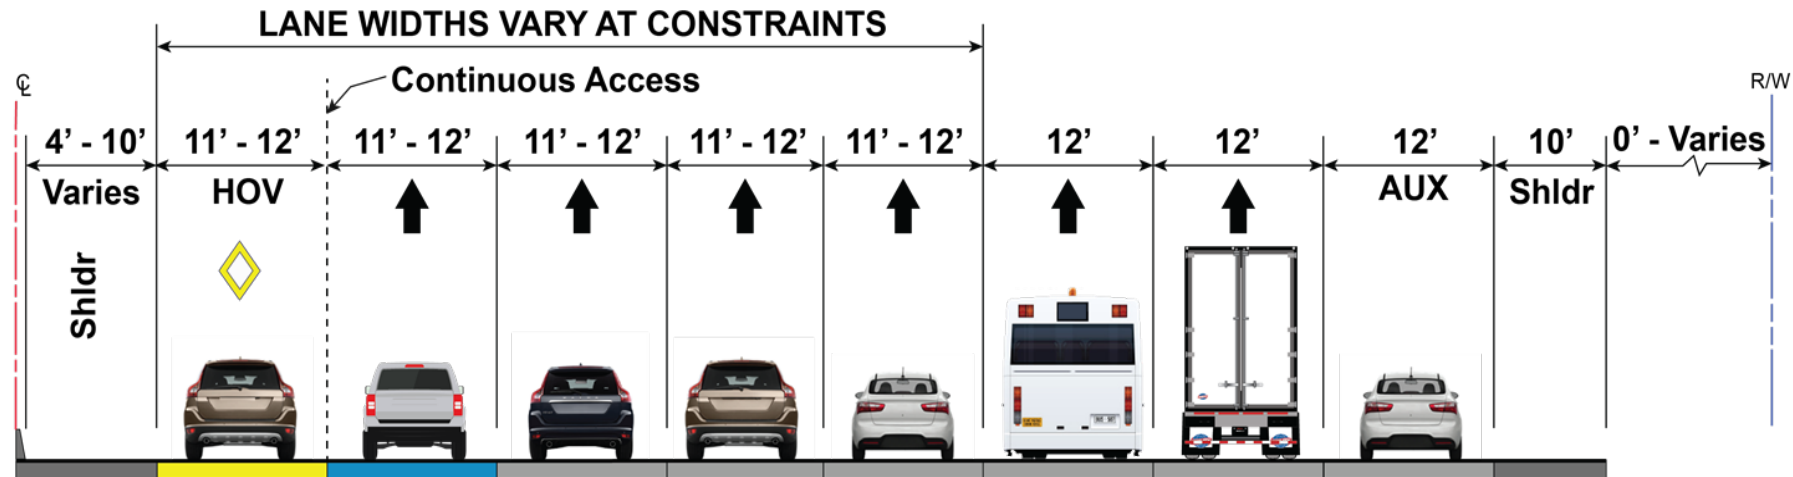 LANE WIDTHS VARY AT CONSTRAINTS
℄
Continuous Access
R/W
4’ - 10’ 11’ - 12’ 11’ - 12’ 11’ - 12’ 11’ - 12’ 11’ - 12’ 12’ 12’ 12’ 10’ 0’ - Varies
Varies HOV AUX Shldr
Shldr